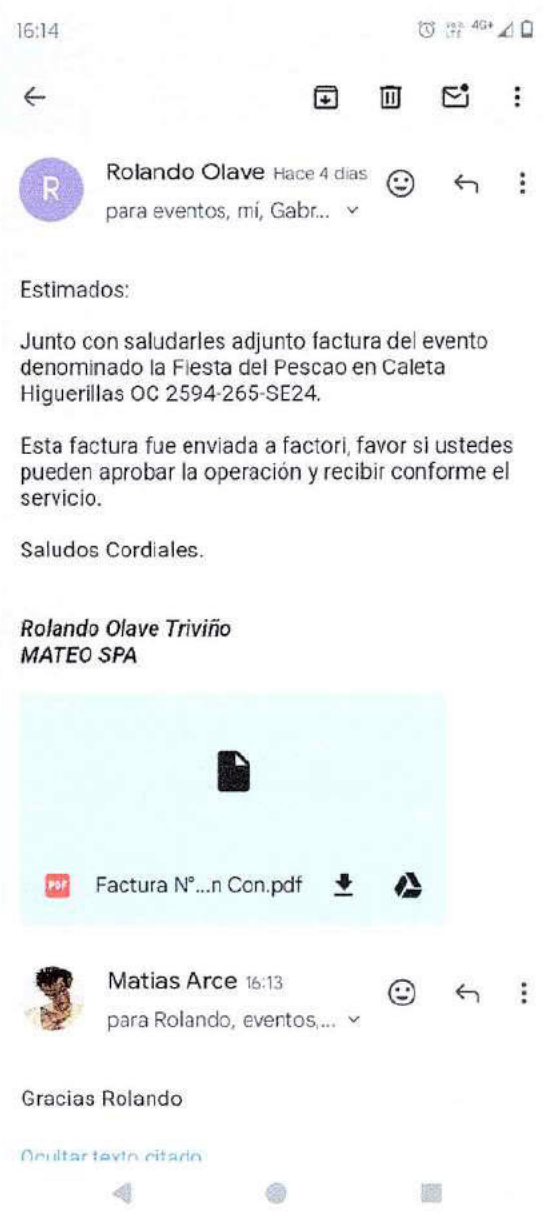 16:14
4G+
Rolando Olave Hace 4 dias
R
para eventos, mí, Gabr...
Estimados:
Junto con saludarles adjunto factura del evento
denominado la Fiesta del Pescao en Caleta
Higuerillas OC 2594-265-SE24.
Esta factura fue enviada a factori, favor si ustedes
pueden aprobar la operación y recibir conforme el
servicio.
Saludos Cordiales.
Rolando Olave Triviño
MATEO SPA
PDF Factura N°...n Con.pdf
Matias Arce 16:13
para Rolando, eventos,...
Gracias Rolando
Ocultar texto citado